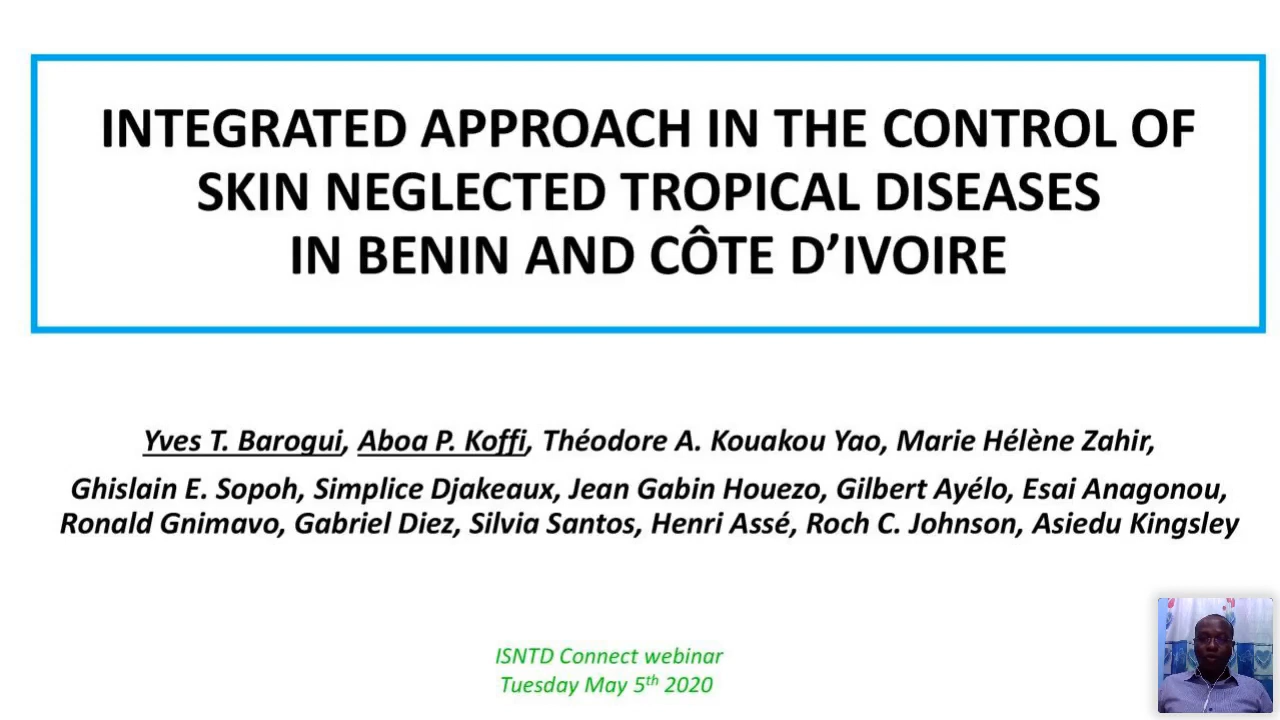 INTEGRATED APPROACH IN THE CONTROL OF
SKIN NEGLECTED TROPICAL DISEASES
IN BENIN AND CÔTE D’IVOIRE
Yves T. Barogui, Aboa P. Koffi, Théodore A. Kouakou Yao, Marie Hélène Zahir,
Ghislain E. Sopoh, Simplice Djakeaux, Jean Gabin Houezo, Gilbert Ayélo, Esai Anagonou,
Ronald Gnimavo, Gabriel Diez, Silvia Santos, Henri Assé, Roch C. Johnson, Asiedu Kingsley
ISNTD Connect webinar
Tuesday May 5th 2020